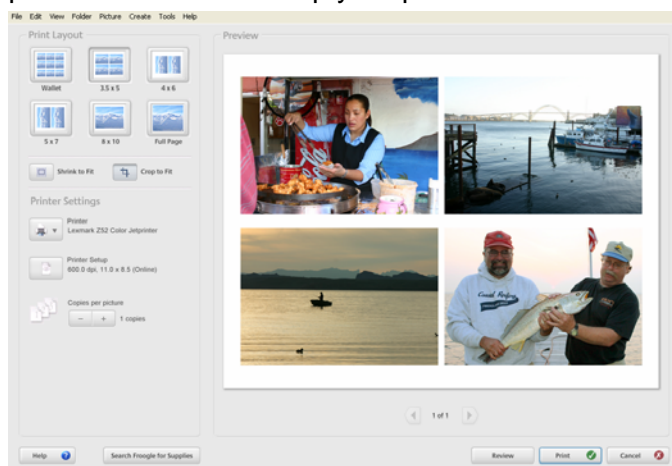 File Edit View Folder Picture Create Tools Help
Print Layout
Wallet 3.5 x 5 4 x 6
5 x 7 8 x 10 Full Page
Shrink to Fit Crop to Fit
Printer Settings
Printer
Lexmark Z52 Color Jetprinter
Printer Setup
600.0 dpi, 11.0 x 8.5 (Online)
Copies per picture
- + 1 copies
Help ? Search Froogle for Supplies
Preview
1 of 1
Review Print Cancel